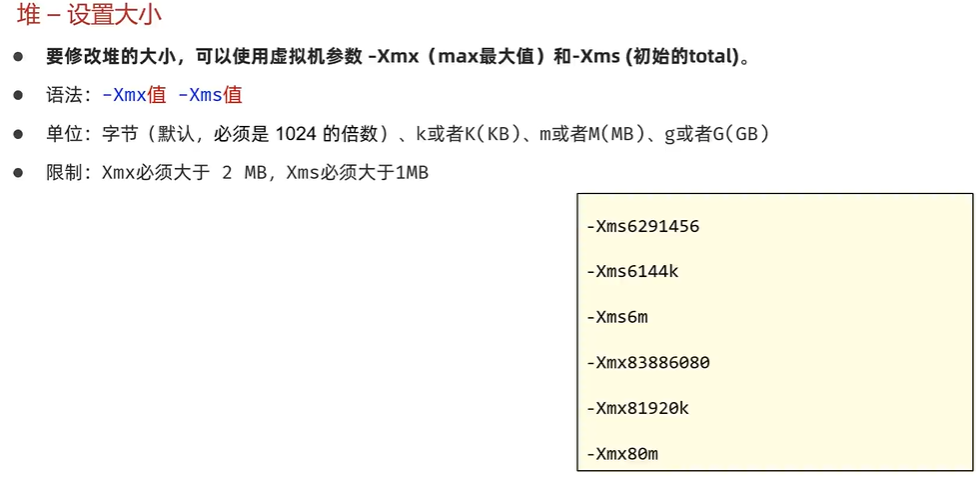 堆 – 设置大小
● 要修改堆的大小，可以使用虚拟机参数 –Xmx（max最大值）和-Xms (初始的total)。
● 语法：-Xmx值 -Xms值
● 单位：字节（默认，必须是 1024 的倍数）、k或者K(KB)、m或者M(MB)、g或者G(GB)
● 限制：Xmx必须大于 2 MB，Xms必须大于1MB
-Xms6291456
-Xms6144k
-Xms6m
-Xmx83886080
-Xmx81920k
-Xmx80m